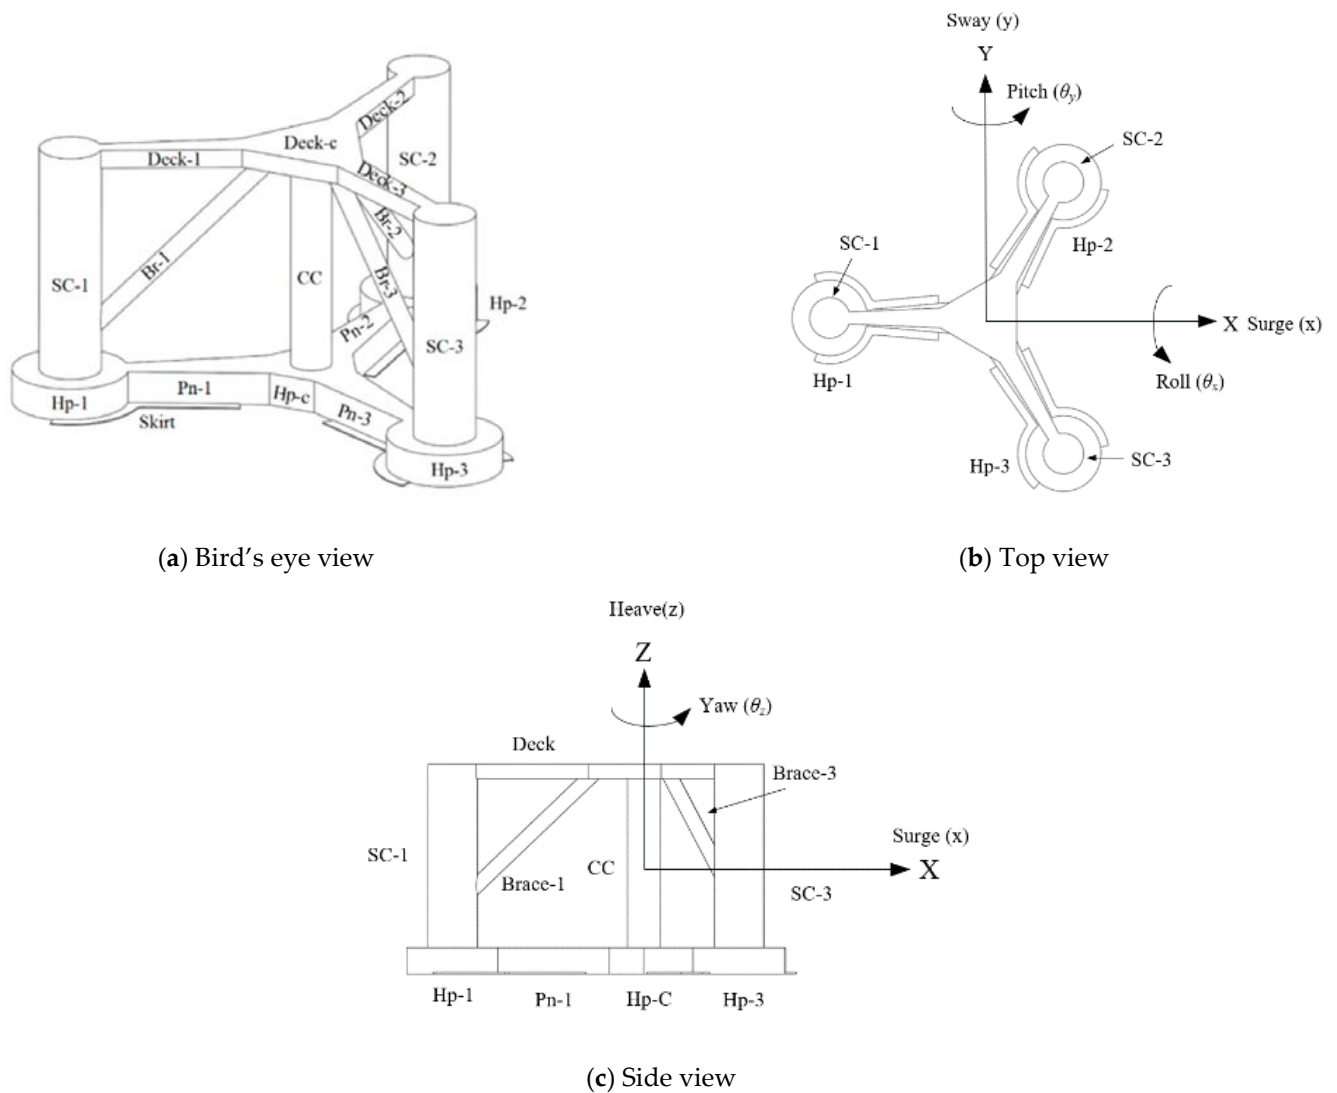 Deck-2
Deck-c
Deck-1
SC-2
Deck-3
Br-2
Br-1
SC-1
CC
Br-3
Hp-2
Pn-2
SC-3
Pn-1
Hp-c
Hp-1
Pn-3
Skirt
Hp-3
(a) Bird’s eye view
Sway (y)
Y
Pitch (θy)
SC-2
SC-1
Hp-2
X Surge (x)
Hp-1
Roll (θx)
Hp-3
SC-3
(b) Top view
Heave(z)
Z
Yaw (θz)
Deck
Brace-3
Surge (x)
SC-1
CC
X
Brace-1
SC-3
Hp-1
Pn-1
Hp-C
Hp-3
(c) Side view